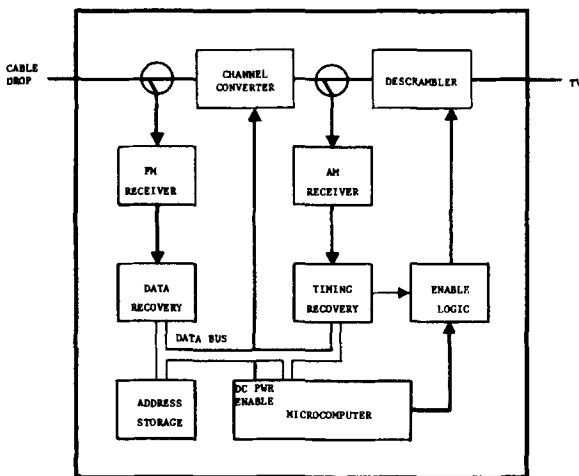 CABLE
DROP
CHANNEL
CONVERTER
DESCRAMBLER
TV
FM
RECEIVER
AM
RECEIVER
DATA
RECOVERY
TIMING
RECOVERY
ENABLE
LOGIC
DATA BUS
ADDRESS
STORAGE
DC PWR
ENABLE
MICROCOMPUTER